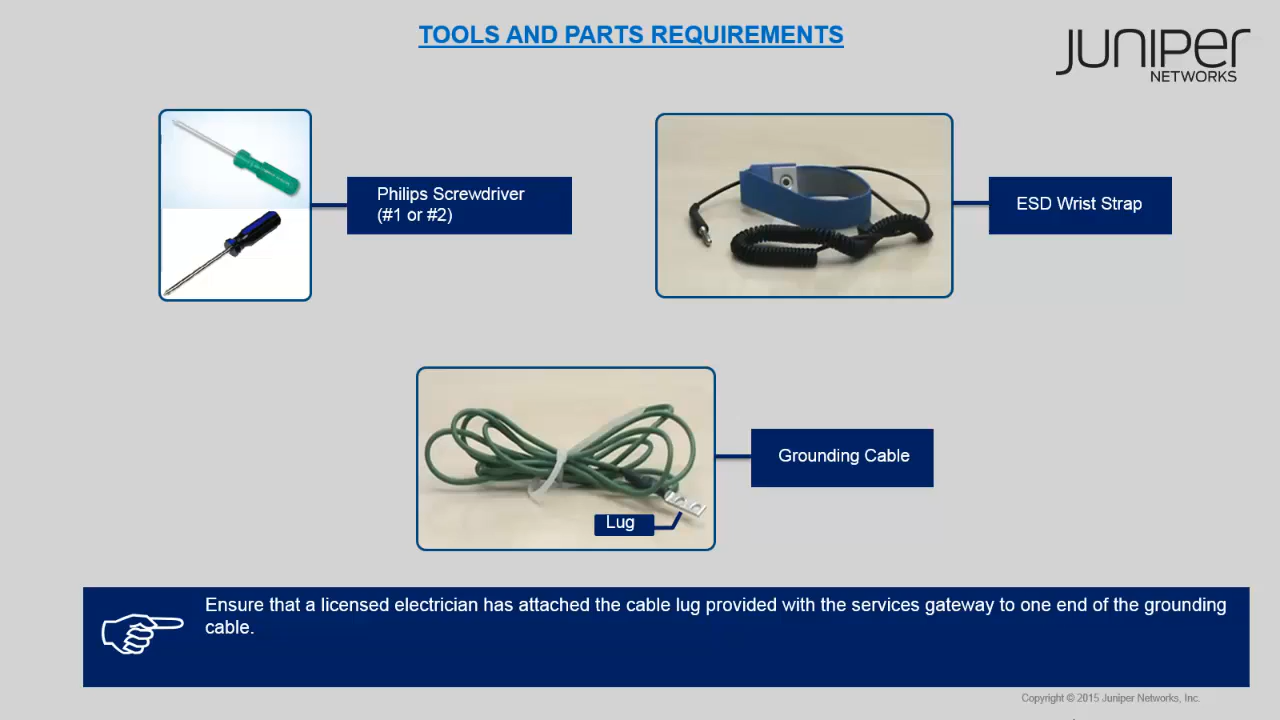 TOOLS AND PARTS REQUIREMENTS
JUNIPER
NETWORKS
Philips Screwdriver
(#1 or #2)
ESD Wrist Strap
Grounding Cable
Lug
Ensure that a licensed electrician has attached the cable lug provided with the services gateway to one end of the grounding
cable.
Copyright © 2015 Juniper Networks, Inc.